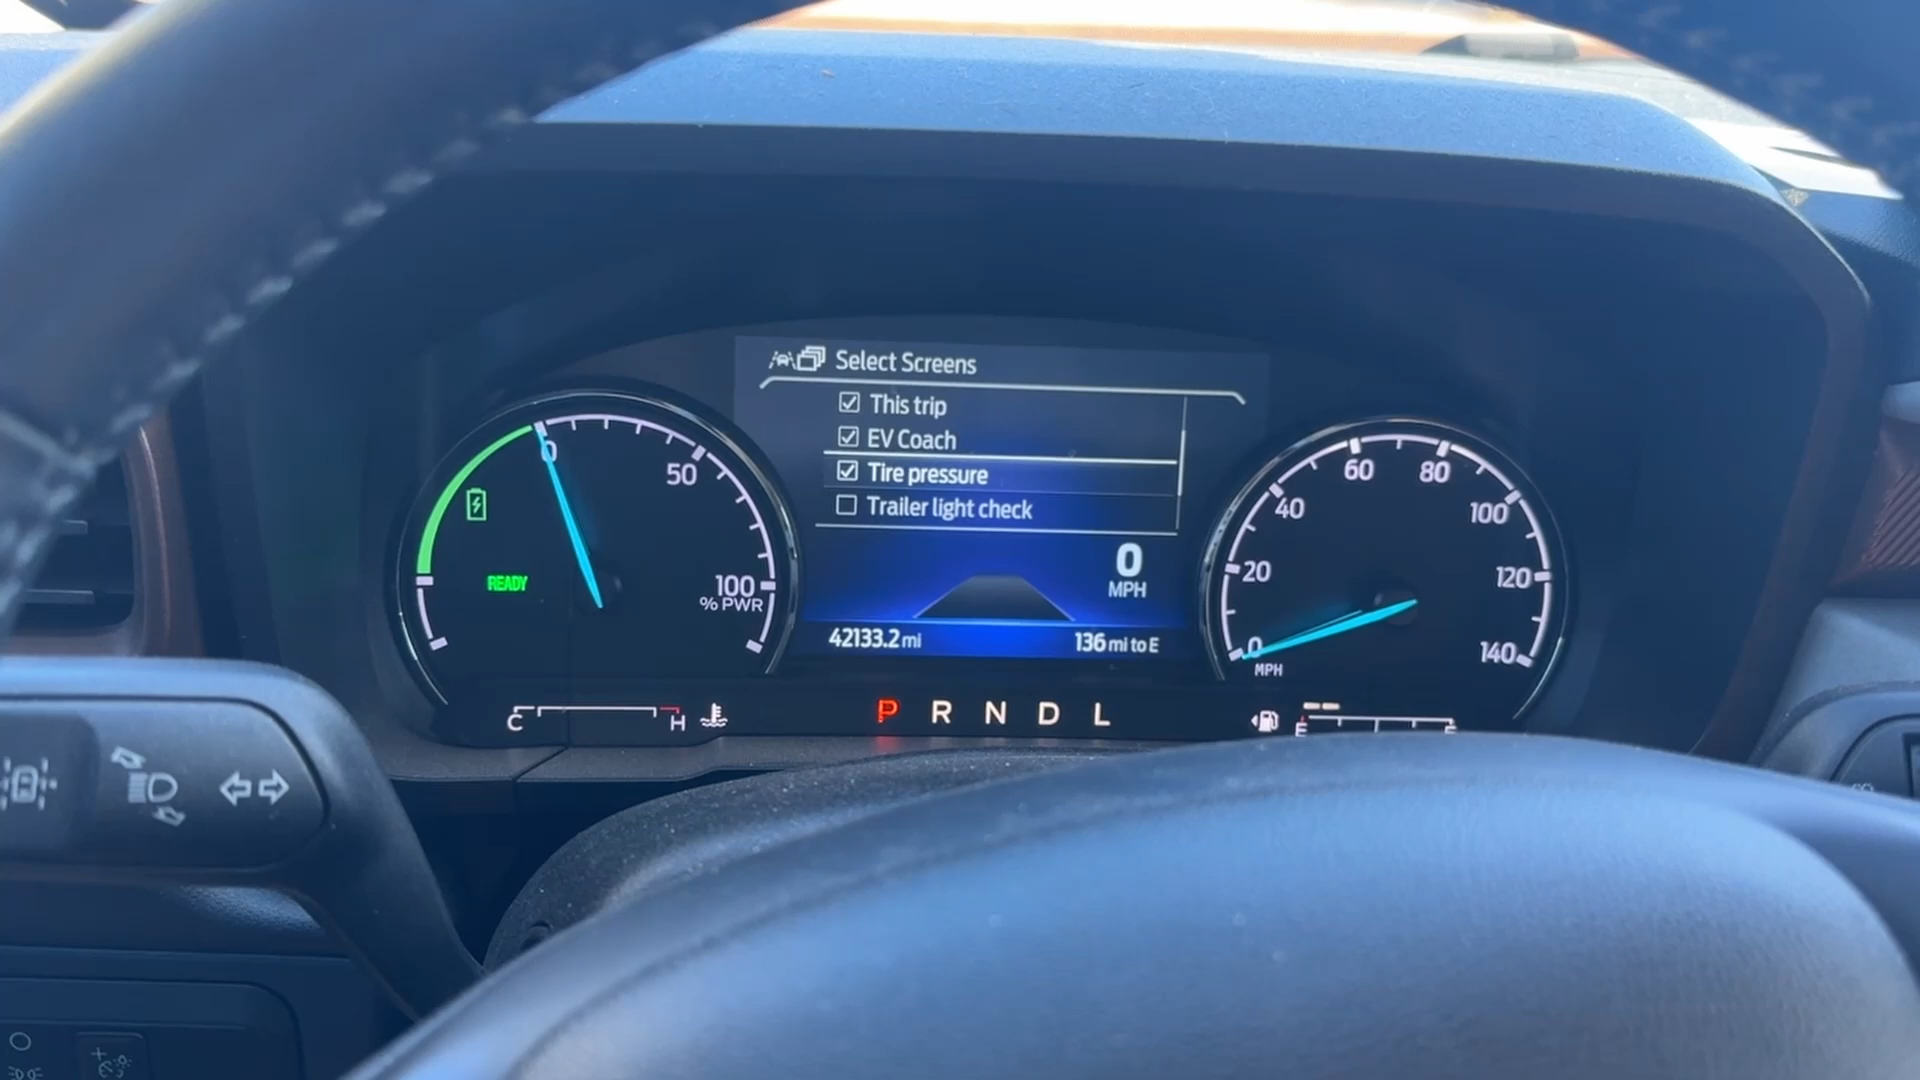 Select Screens
This trip
EV Coach
Tire pressure
Trailer light check
0
MPH
42133.2 mi
136 mi to E
0
50
100
% PWR
READY
0
20
40
60
80
100
120
140
MPH
C
H
P R N D L
E